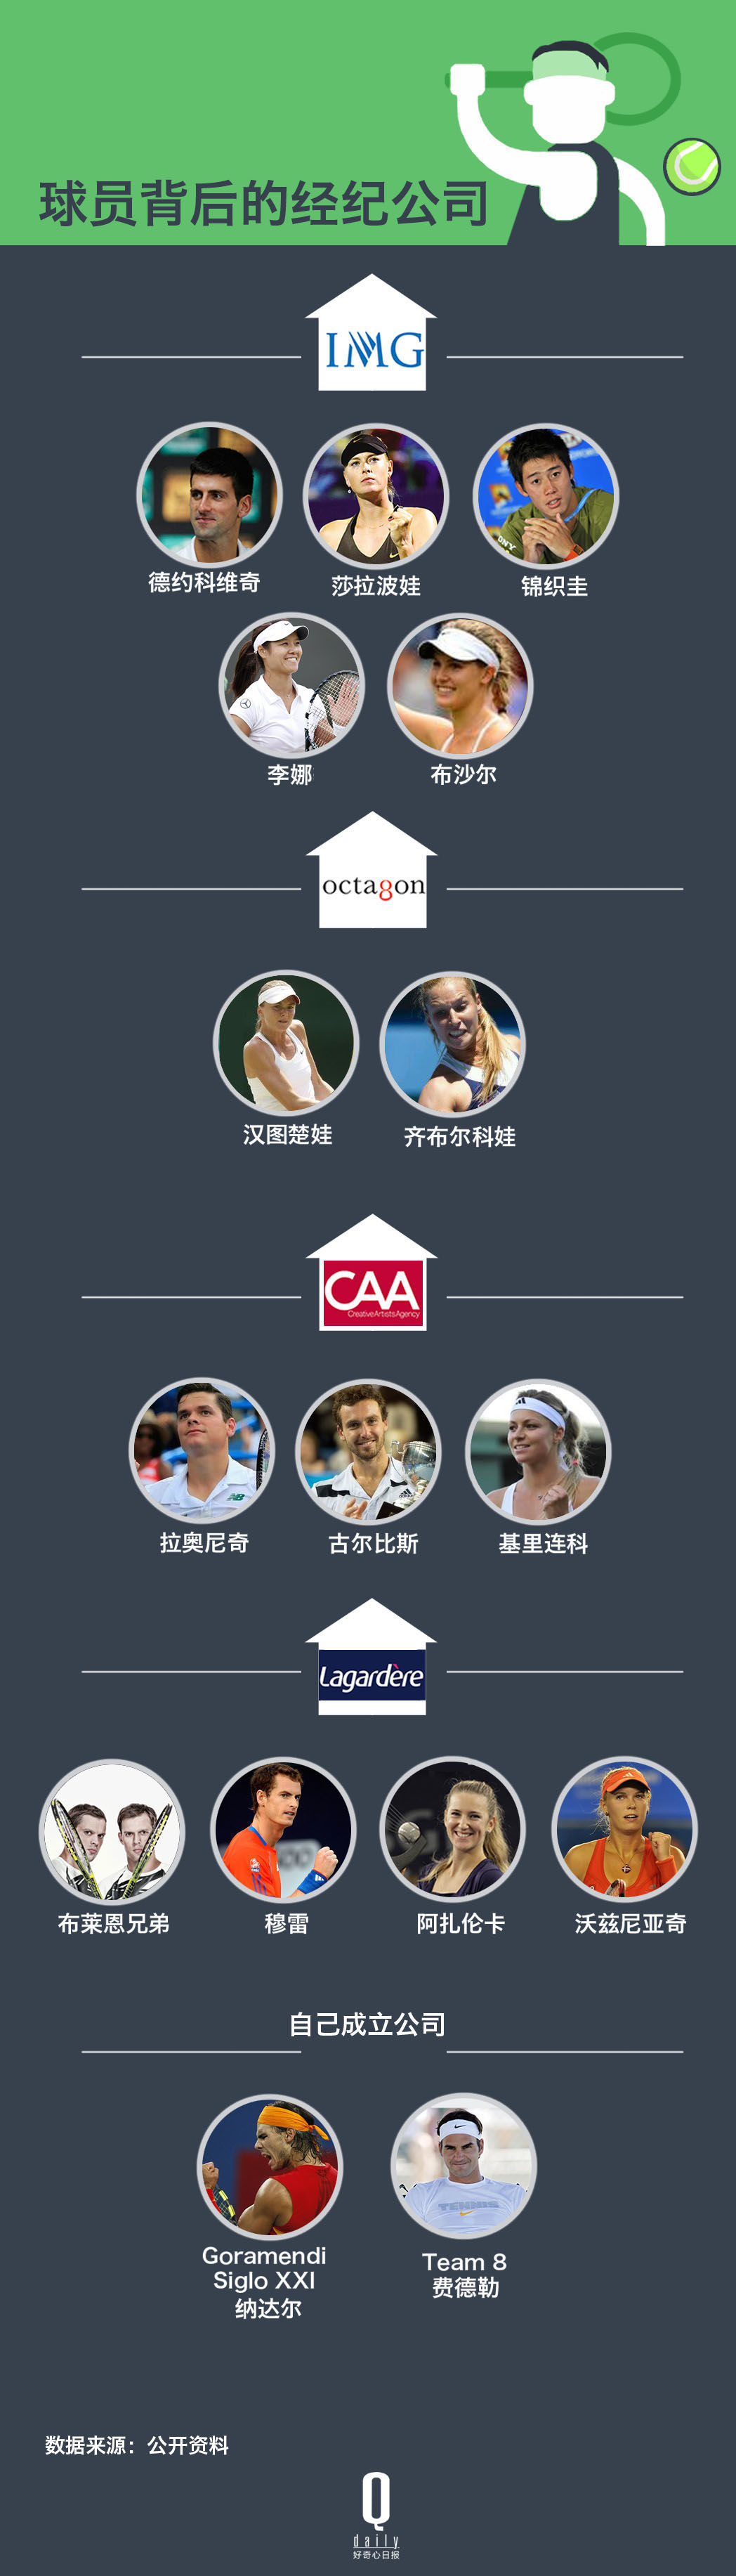 球员背后的经纪公司
IMG
德约科维奇
莎拉波娃
锦织圭
李娜
布沙尔
octagon
汉图楚娃
齐布尔科娃
CAA
CreativeArtistsAgency
拉奥尼奇
古尔比斯
基里连科
Lagardère
布莱恩兄弟
穆雷
阿扎伦卡
沃兹尼亚奇
自己成立公司
TENNIS
Goramendi
Siglo XXI
纳达尔
Team 8
费德勒
数据来源：公开资料
Q
daily
好奇心日报